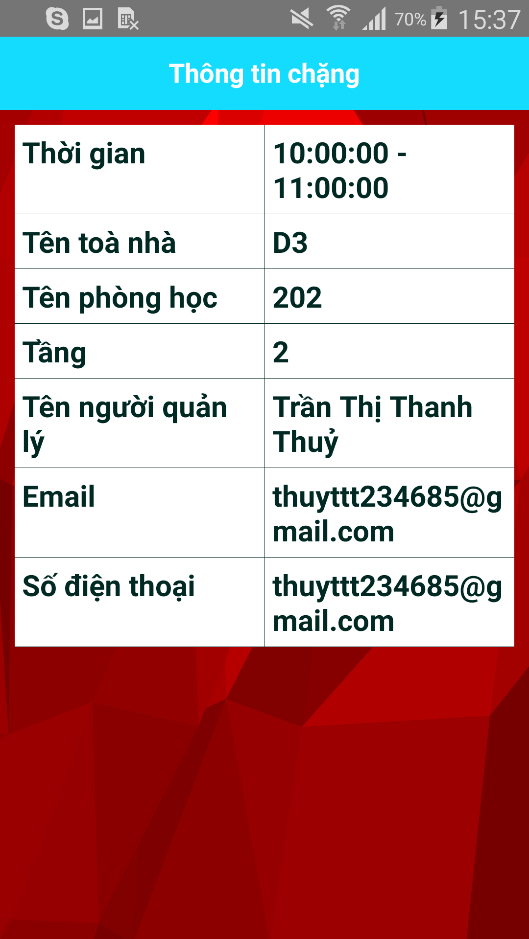 70% 15:37
Thông tin chặng
Thời gian
10:00:00 -
11:00:00
Tên toà nhà
D3
Tên phòng học
202
Tầng
2
Tên người quản
lý
Trần Thị Thanh
Thuỷ
Email
thuyttt234685@g
mail.com
Số điện thoại
thuyttt234685@g
mail.com